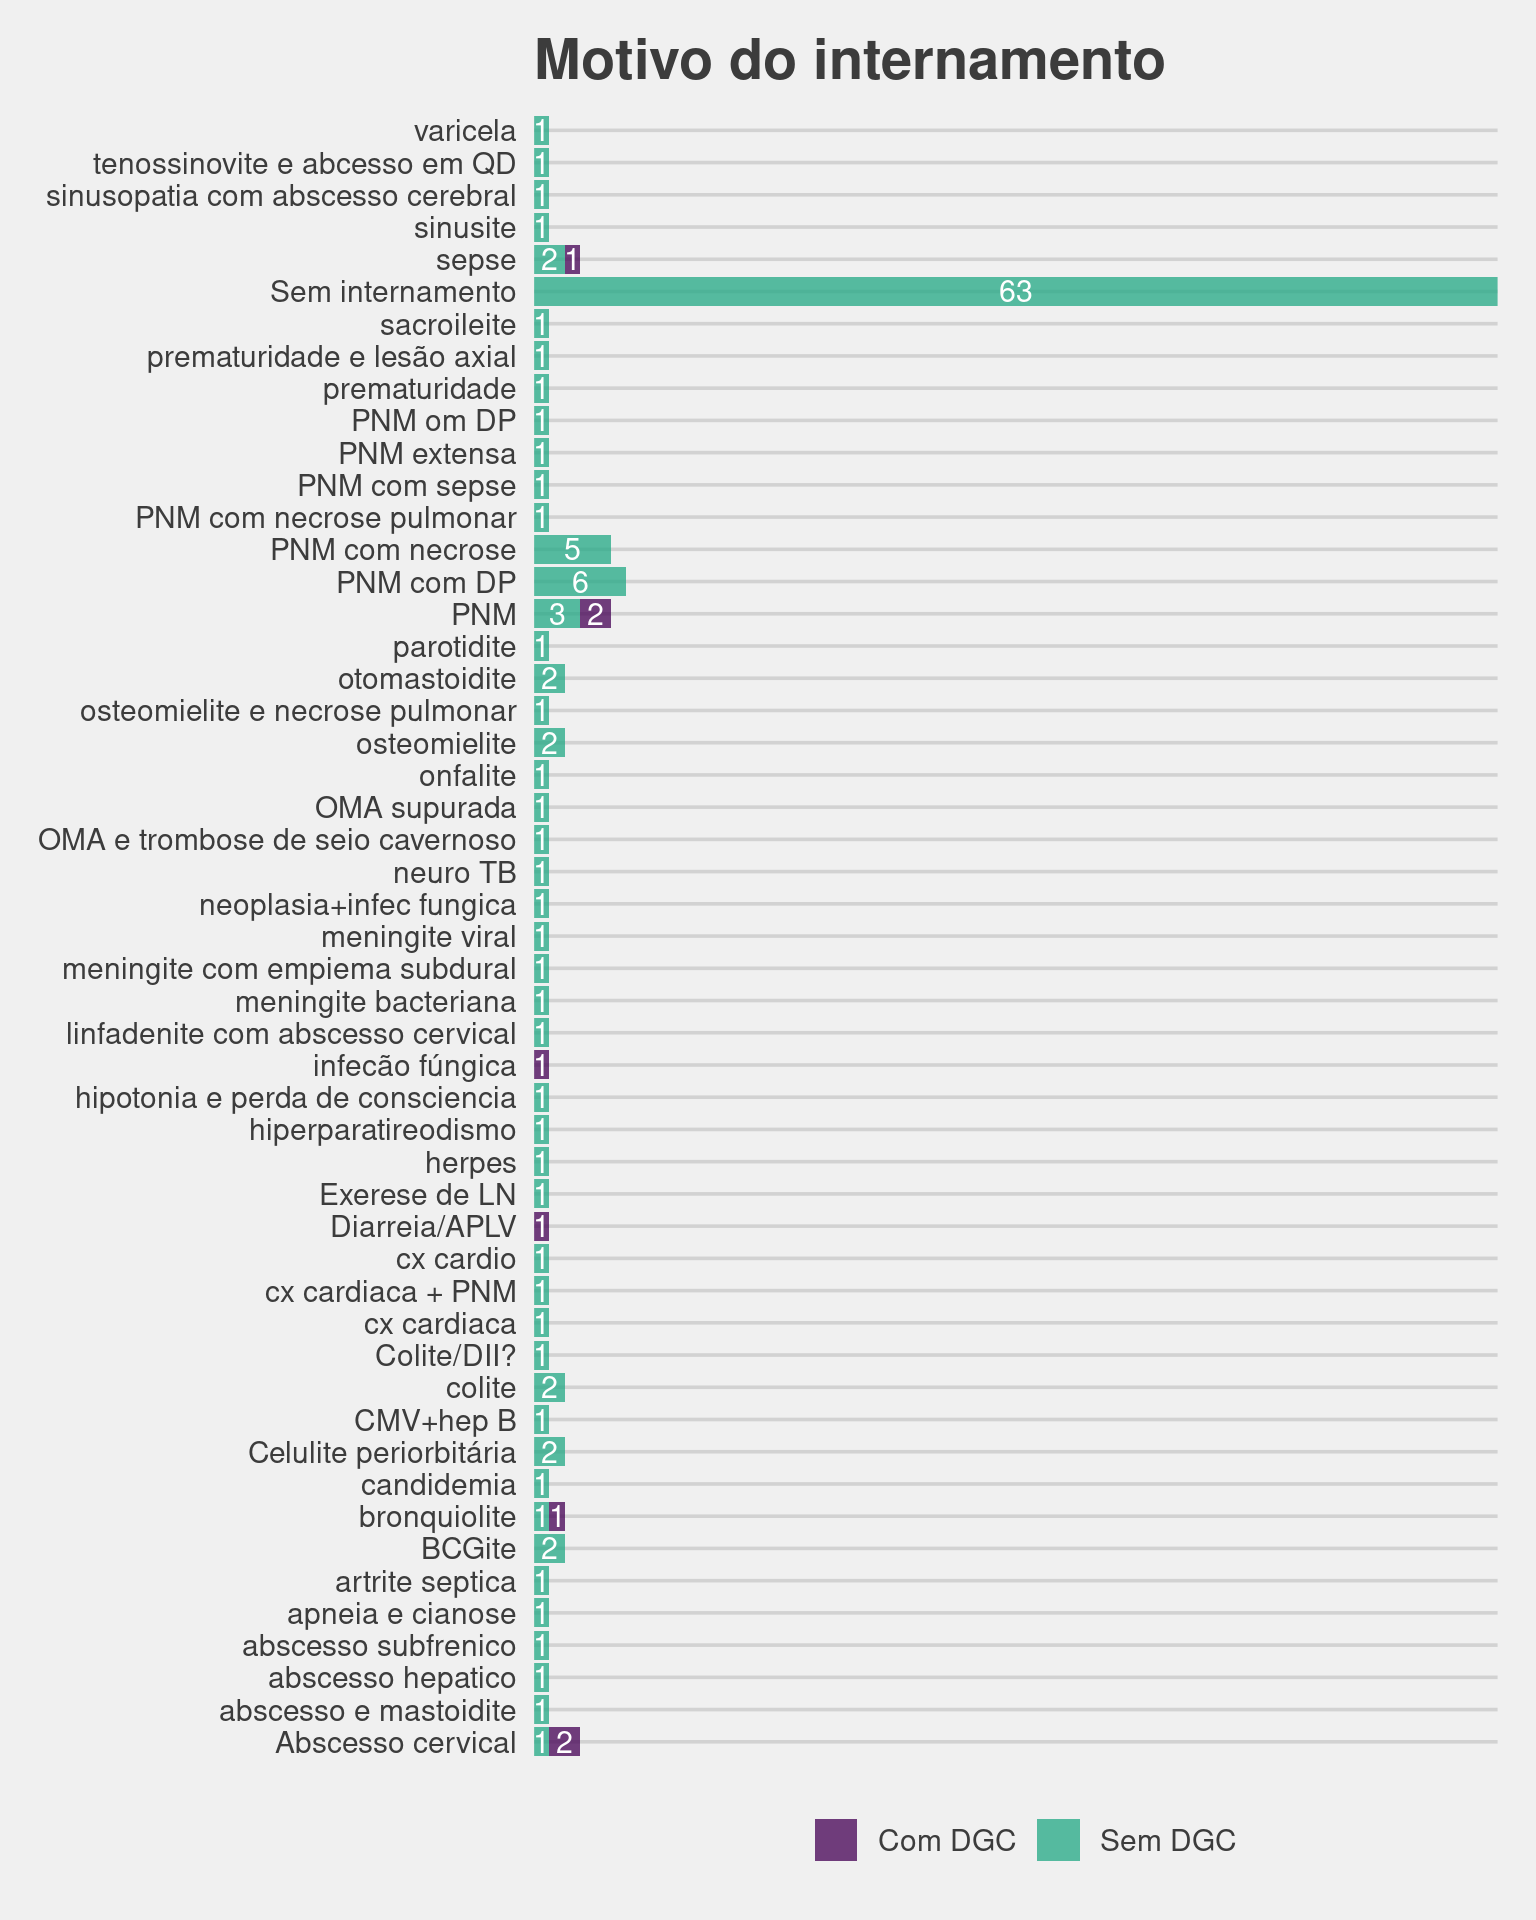 Motivo do internamento
varicela 1
tenossinovite e abcesso em QD 1
sinusopatia com abscesso cerebral 1
sinusite 1
sepse 2 1
Sem internamento 63
sacroileite 1
prematuridade e lesão axial 1
prematuridade 1
PNM om DP 1
PNM extensa 1
PNM com sepse 1
PNM com necrose pulmonar 1
PNM com necrose 5
PNM com DP 6
PNM 3 2
parotidite 1
otomastoidite 2
osteomielite e necrose pulmonar 1
osteomielite 2
onfalite 1
OMA supurada 1
OMA e trombose de seio cavernoso 1
neuro TB 1
neoplasia+infec fungica 1
meningite viral 1
meningite com empiema subdural 1
meningite bacteriana 1
linfadenite com abscesso cervical 1
infecão fúngica 1
hipotonia e perda de consciencia 1
hiperparatireodismo 1
herpes 1
Exerese de LN 1
Diarreia/APLV 1
cx cardio 1
cx cardiaca + PNM 1
cx cardiaca 1
Colite/DII? 1
colite 2
CMV+hep B 1
Celulite periorbitária 2
candidemia 1
bronquiolite 1 1
BCGite 2
artrite septica 1
apneia e cianose 1
abscesso subfrenico 1
abscesso hepatico 1
abscesso e mastoidite 1
Abscesso cervical 1 2
Com DGC Sem DGC